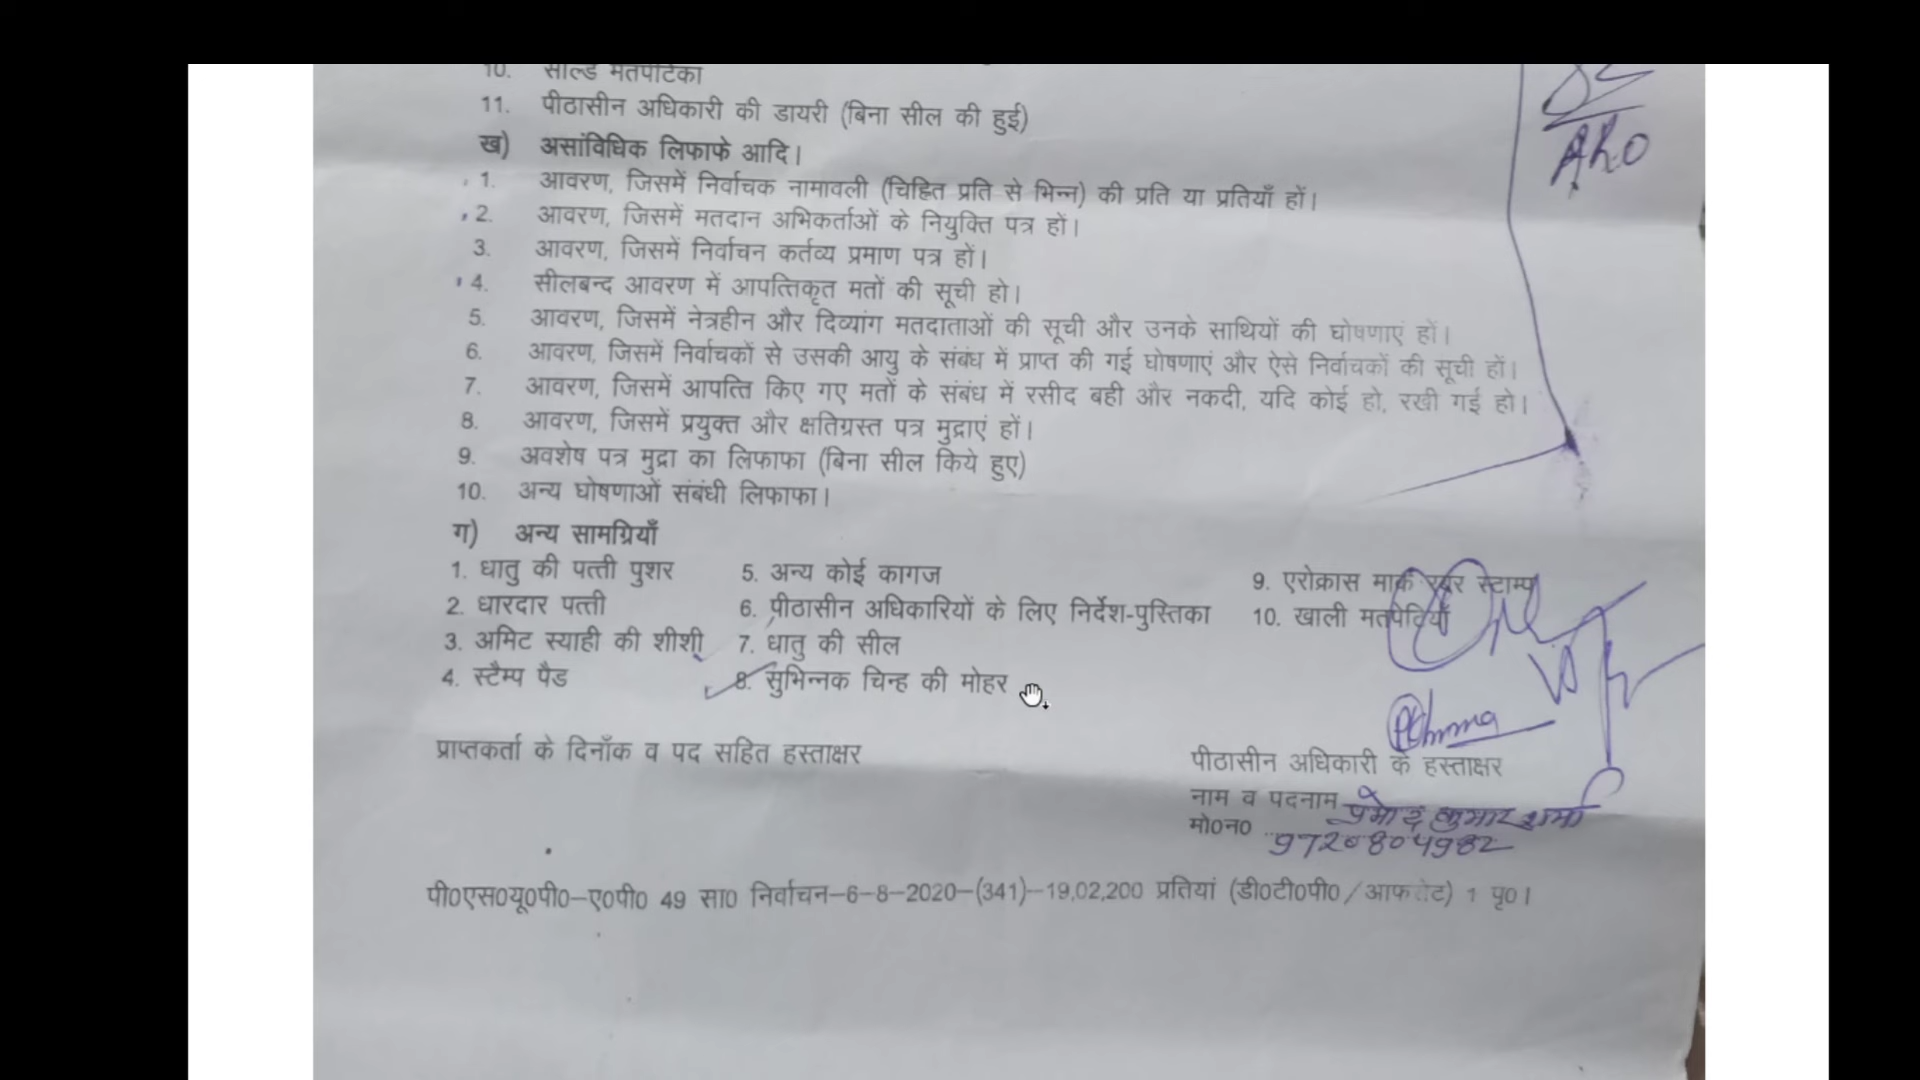 10. सील्ड मतपेटिका
11. पीठासीन अधिकारी की डायरी (बिना सील की हुई)
ख) असांविधिक लिफाफे आदि।
1. आवरण, जिसमें निर्वाचक नामावली (चिह्नित प्रति से भिन्न) की प्रति या प्रतियाँ हों।
2. आवरण, जिसमें मतदान अभिकर्ताओं के नियुक्ति पत्र हों।
3. आवरण, जिसमें निर्वाचन कर्तव्य प्रमाण पत्र हों।
4. सीलबन्द आवरण में आपत्तिकृत मतों की सूची हो।
5. आवरण, जिसमें नेत्रहीन और दिव्यांग मतदाताओं की सूची और उनके साथियों की घोषणाएं हों।
6. आवरण, जिसमें निर्वाचकों से उसकी आयु के संबंध में प्राप्त की गई घोषणाएं और ऐसे निर्वाचकों की सूची हों।
7. आवरण, जिसमें आपत्ति किए गए मतों के संबंध में रसीद बही और नकदी, यदि कोई हो, रखी गई हो।
8. आवरण, जिसमें प्रयुक्त और क्षतिग्रस्त पत्र मुद्राएं हों।
9. अवशेष पत्र मुद्रा का लिफाफा (बिना सील किये हुए)
10. अन्य घोषणाओं संबंधी लिफाफा।
ग) अन्य सामग्रियाँ
1. धातु की पत्ती पुशर 5. अन्य कोई कागज 9. एरोक्रास मार्क रबर स्टाम्प
2. धारदार पत्ती 6. पीठासीन अधिकारियों के लिए निर्देश-पुस्तिका 10. खाली मतपेटियाँ
3. अमिट स्याही की शीशी 7. धातु की सील
4. स्टैम्प पैड 8. सुभिन्नक चिन्ह की मोहर
प्राप्तकर्ता के दिनाँक व पद सहित हस्ताक्षर
पीठासीन अधिकारी के हस्ताक्षर
नाम व पदनाम कुमार शर्मा
मो0न0 9720804982
पी0एस0यू0पी0–ए0पी0 49 सा0 निर्वाचन–6–8–2020–(341)–19,02,200 प्रतियां (डी0टी0पी0/आफसेट) 1 पृ0।